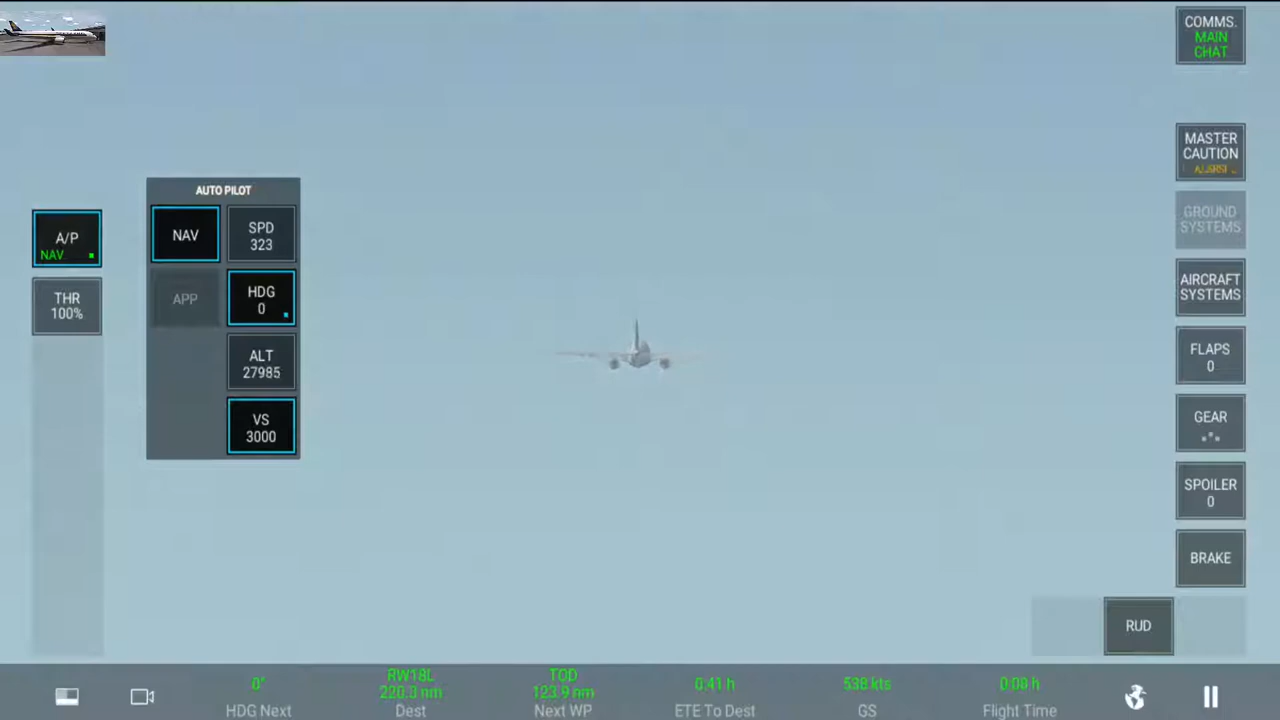 COMMS.
MAIN
CHAT
MASTER
CAUTION
GROUND
SYSTEMS
AIRCRAFT
SYSTEMS
FLAPS
0
GEAR
SPOILER
0
BRAKE
RUD
A/P
NAV
THR
100%
AUTO PILOT
NAV
SPD
323
APP
HDG
0
ALT
27985
VS
3000
0°
HDG Next
RW18L
220.3 nm
Dest
TOD
123.9 nm
Next WP
0:41 h
ETE To Dest
538 kts
GS
0:00 h
Flight Time